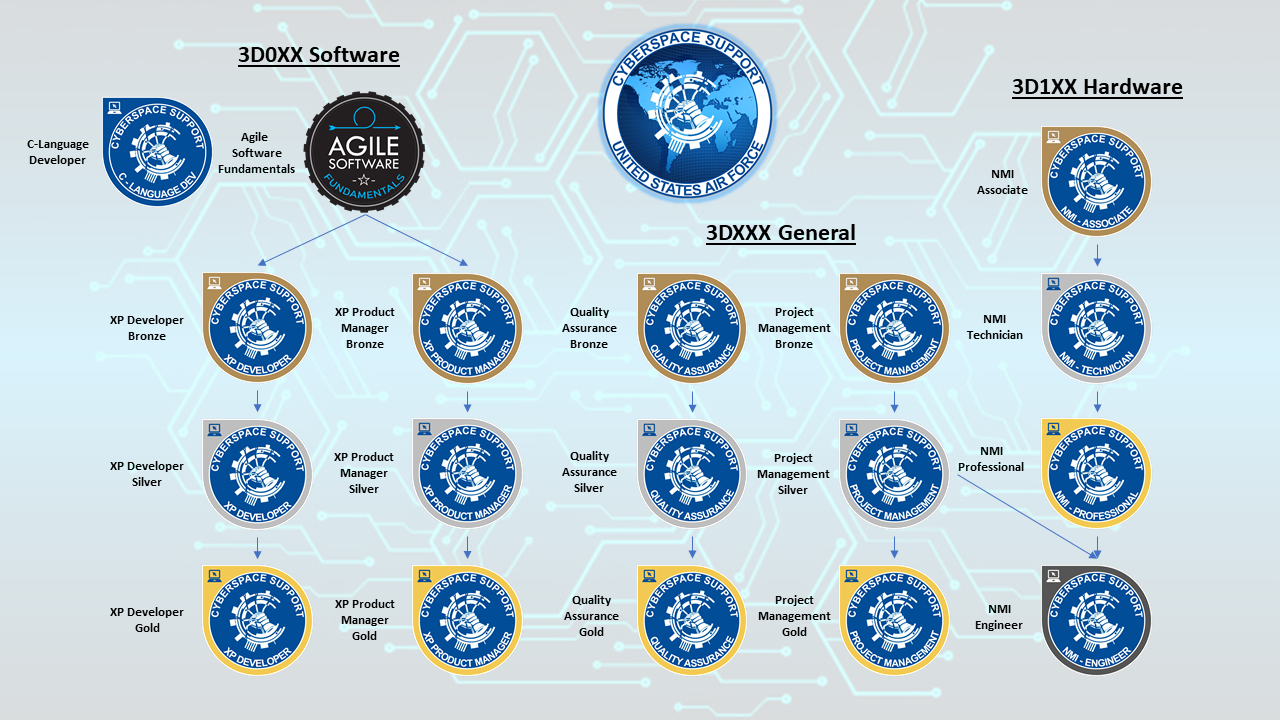 3D0XX Software
CYBERSPACE SUPPORT
UNITED STATES AIR FORCE
3D1XX Hardware
C-Language
Developer
CYBERSPACE SUPPORT
C - LANGUAGE DEV
Agile
Software
Fundamentals
AGILE
SOFTWARE
FUNDAMENTALS
NMI
Associate
CYBERSPACE SUPPORT
NMI - ASSOCIATE
3DXXX General
XP Developer
Bronze
CYBERSPACE SUPPORT
XP DEVELOPER
XP Product
Manager
Bronze
CYBERSPACE SUPPORT
XP PRODUCT MANAGER
Quality
Assurance
Bronze
CYBERSPACE SUPPORT
QUALITY ASSURANCE
Project
Management
Bronze
CYBERSPACE SUPPORT
PROJECT MANAGEMENT
NMI
Technician
CYBERSPACE SUPPORT
NMI - TECHNICIAN
XP Developer
Silver
CYBERSPACE SUPPORT
XP DEVELOPER
XP Product
Manager
Silver
CYBERSPACE SUPPORT
XP PRODUCT MANAGER
Quality
Assurance
Silver
CYBERSPACE SUPPORT
QUALITY ASSURANCE
Project
Management
Silver
CYBERSPACE SUPPORT
PROJECT MANAGEMENT
NMI
Professional
CYBERSPACE SUPPORT
NMI - PROFESSIONAL
XP Developer
Gold
CYBERSPACE SUPPORT
XP DEVELOPER
XP Product
Manager
Gold
CYBERSPACE SUPPORT
XP PRODUCT MANAGER
Quality
Assurance
Gold
CYBERSPACE SUPPORT
QUALITY ASSURANCE
Project
Management
Gold
CYBERSPACE SUPPORT
PROJECT MANAGEMENT
NMI
Engineer
CYBERSPACE SUPPORT
NMI - ENGINEER